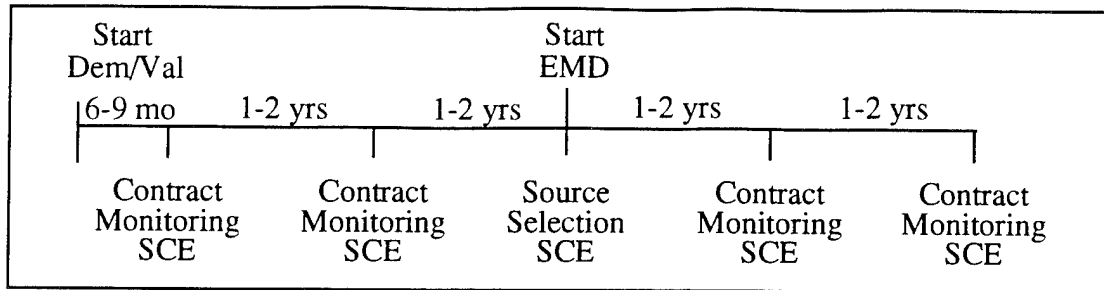 Start
Dem/Val
Start
EMD
6-9 mo
1-2 yrs
1-2 yrs
1-2 yrs
1-2 yrs
Contract
Monitoring
SCE
Contract
Monitoring
SCE
Source
Selection
SCE
Contract
Monitoring
SCE
Contract
Monitoring
SCE